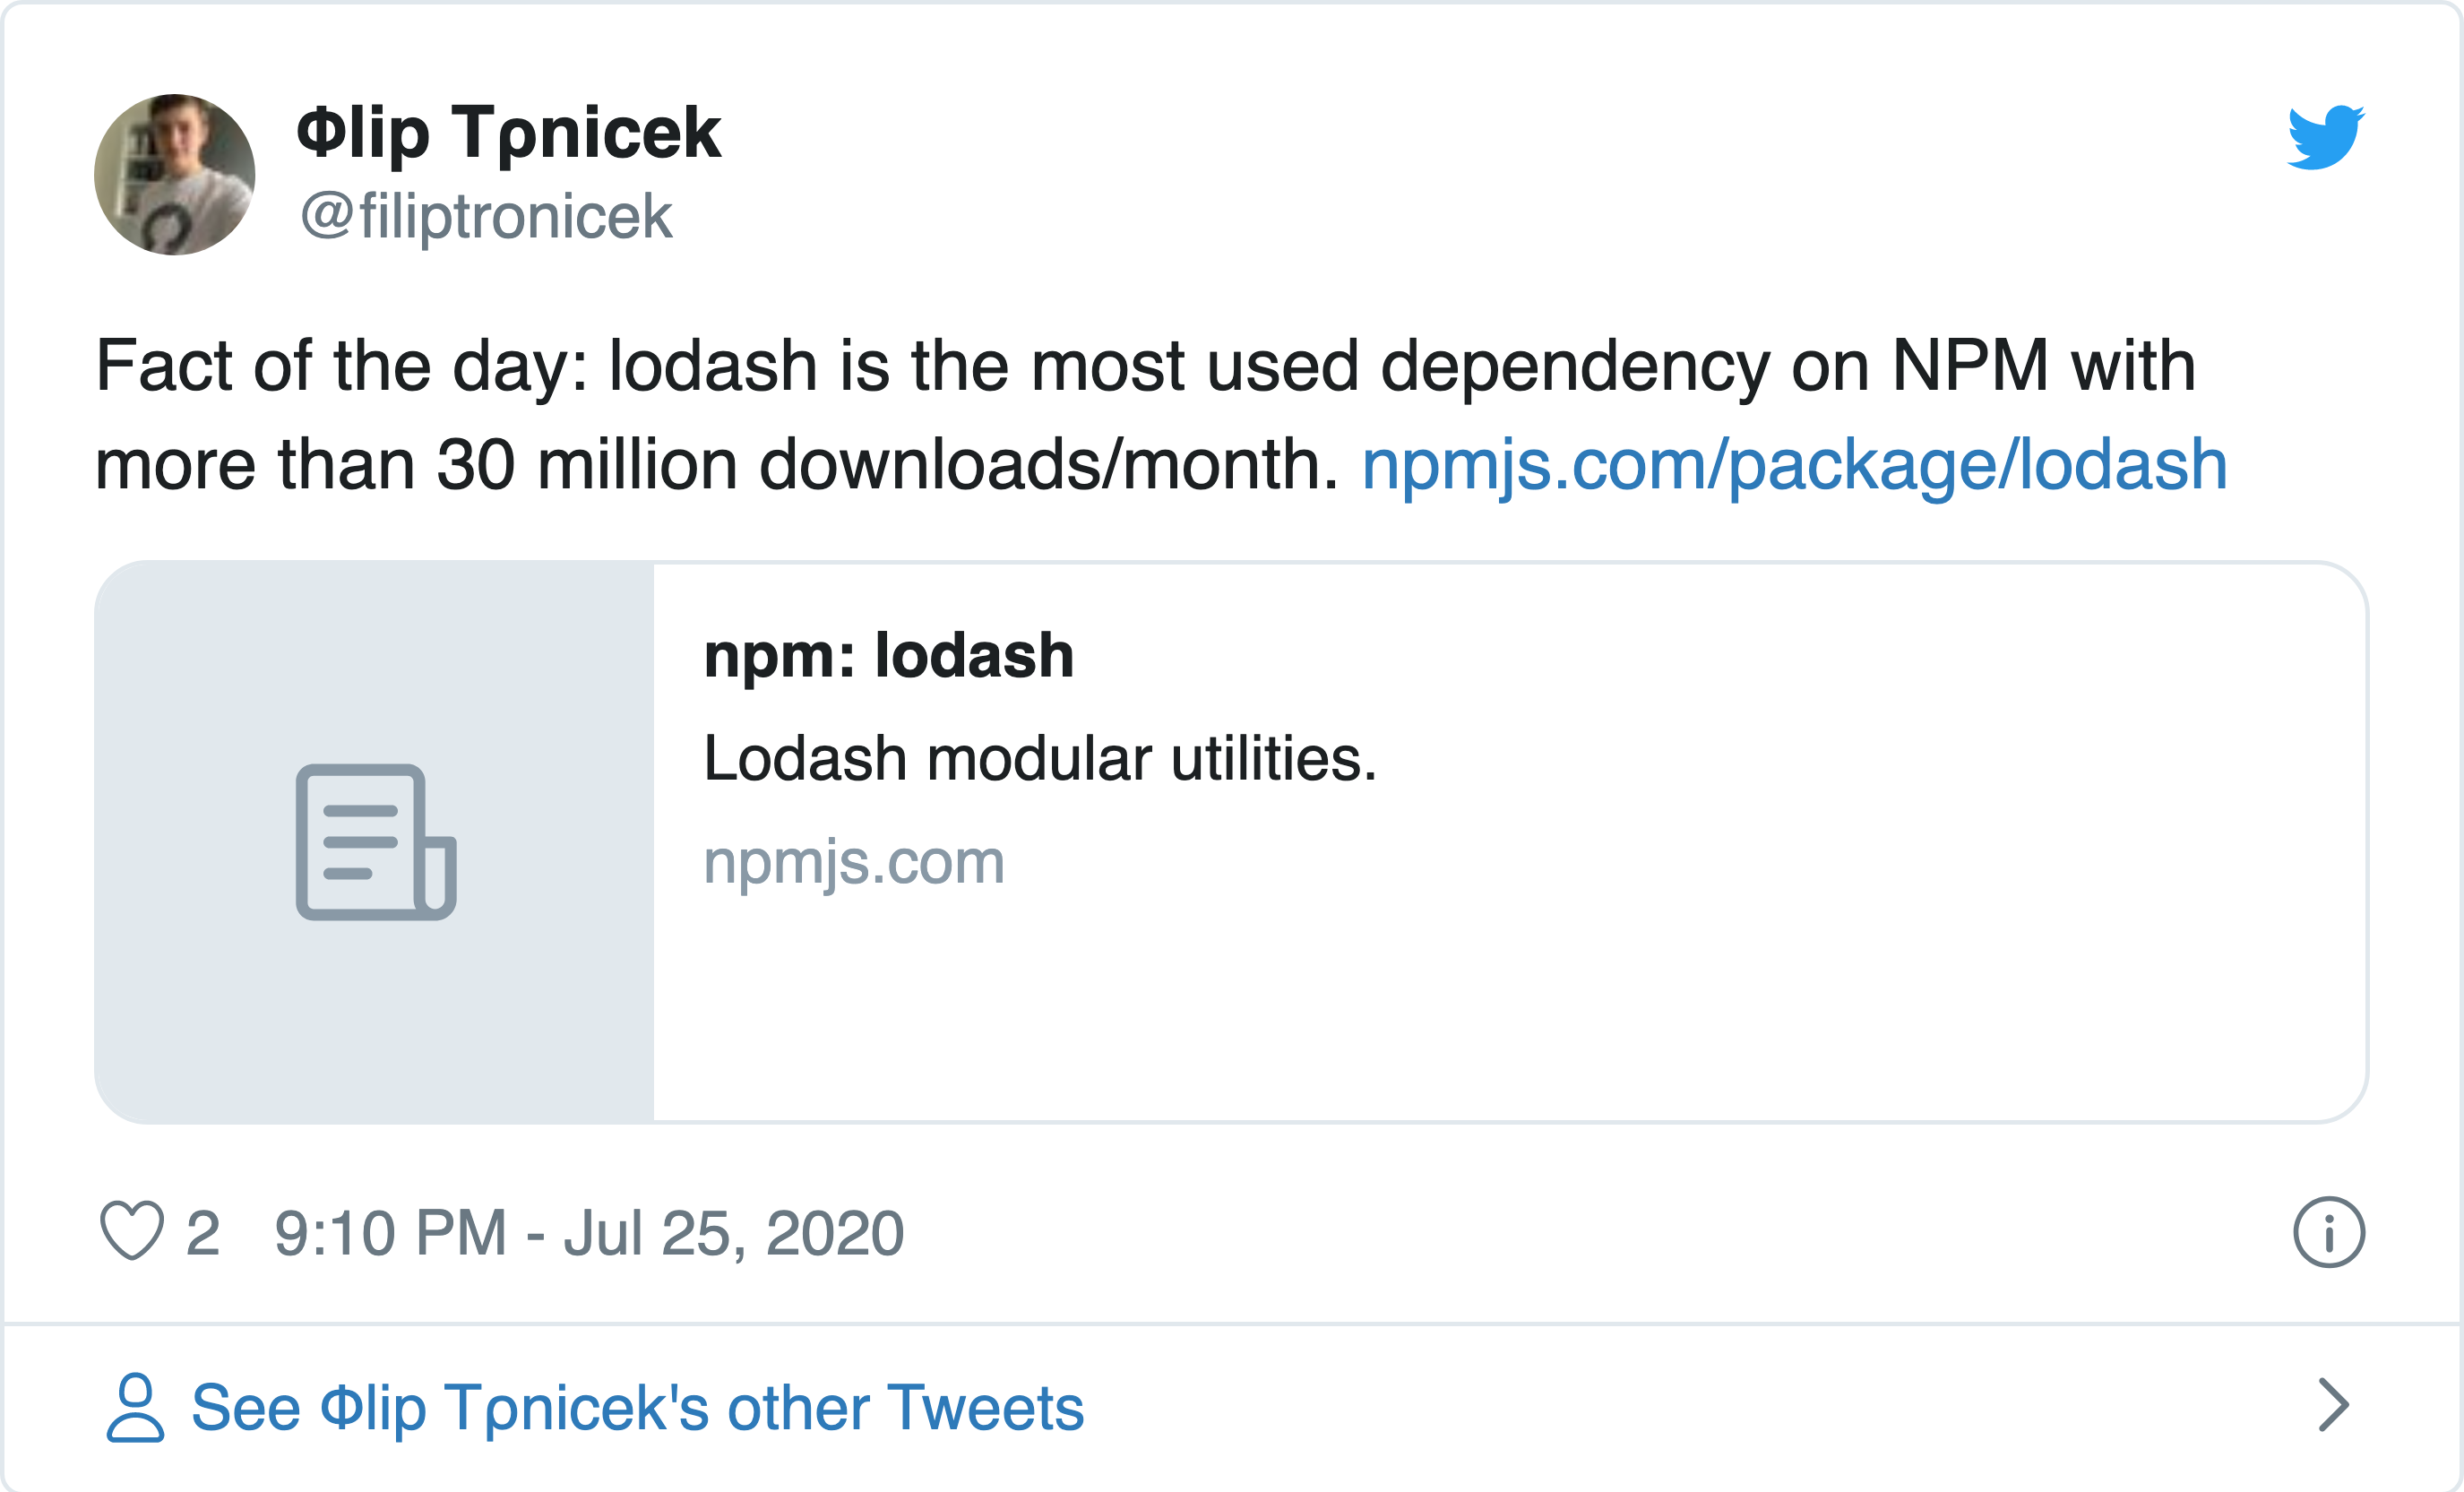 Φlip Tρnicek
@filiptronicek
Fact of the day: lodash is the most used dependency on NPM with
more than 30 million downloads/month. npmjs.com/package/lodash
npm: lodash
Lodash modular utilities.
npmjs.com
2 9:10 PM - Jul 25, 2020
See Φlip Tρnicek's other Tweets